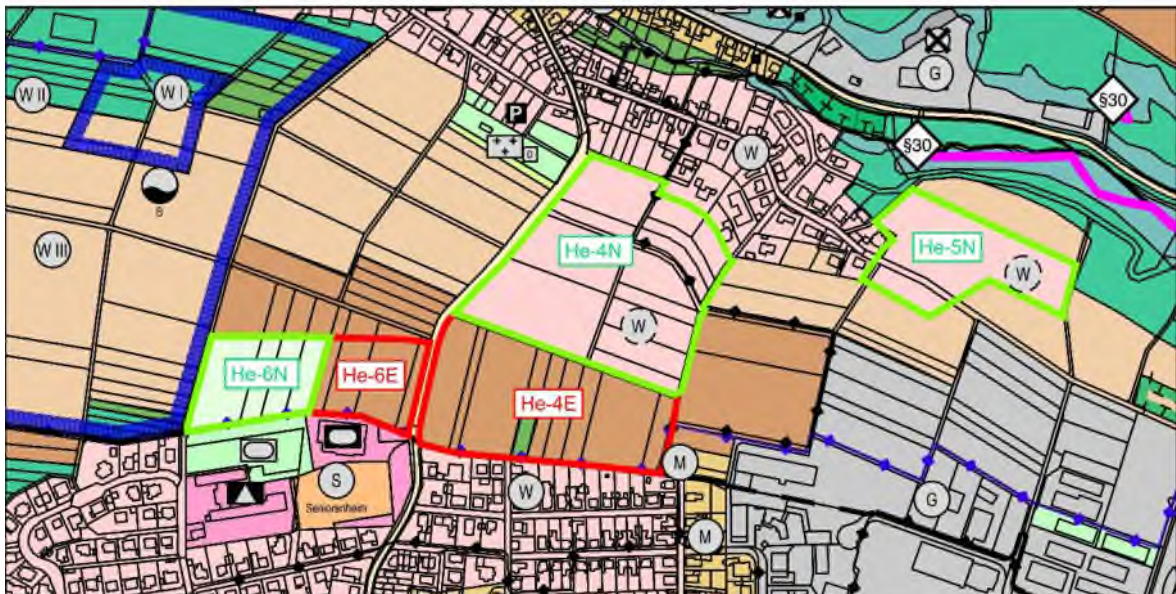 G
W II
W I
§30
P
§30
W
W III
He-4N
He-5N
W
W
He-6N
He-6E
He-4E
M
S
Seniorenheim
W
G
M